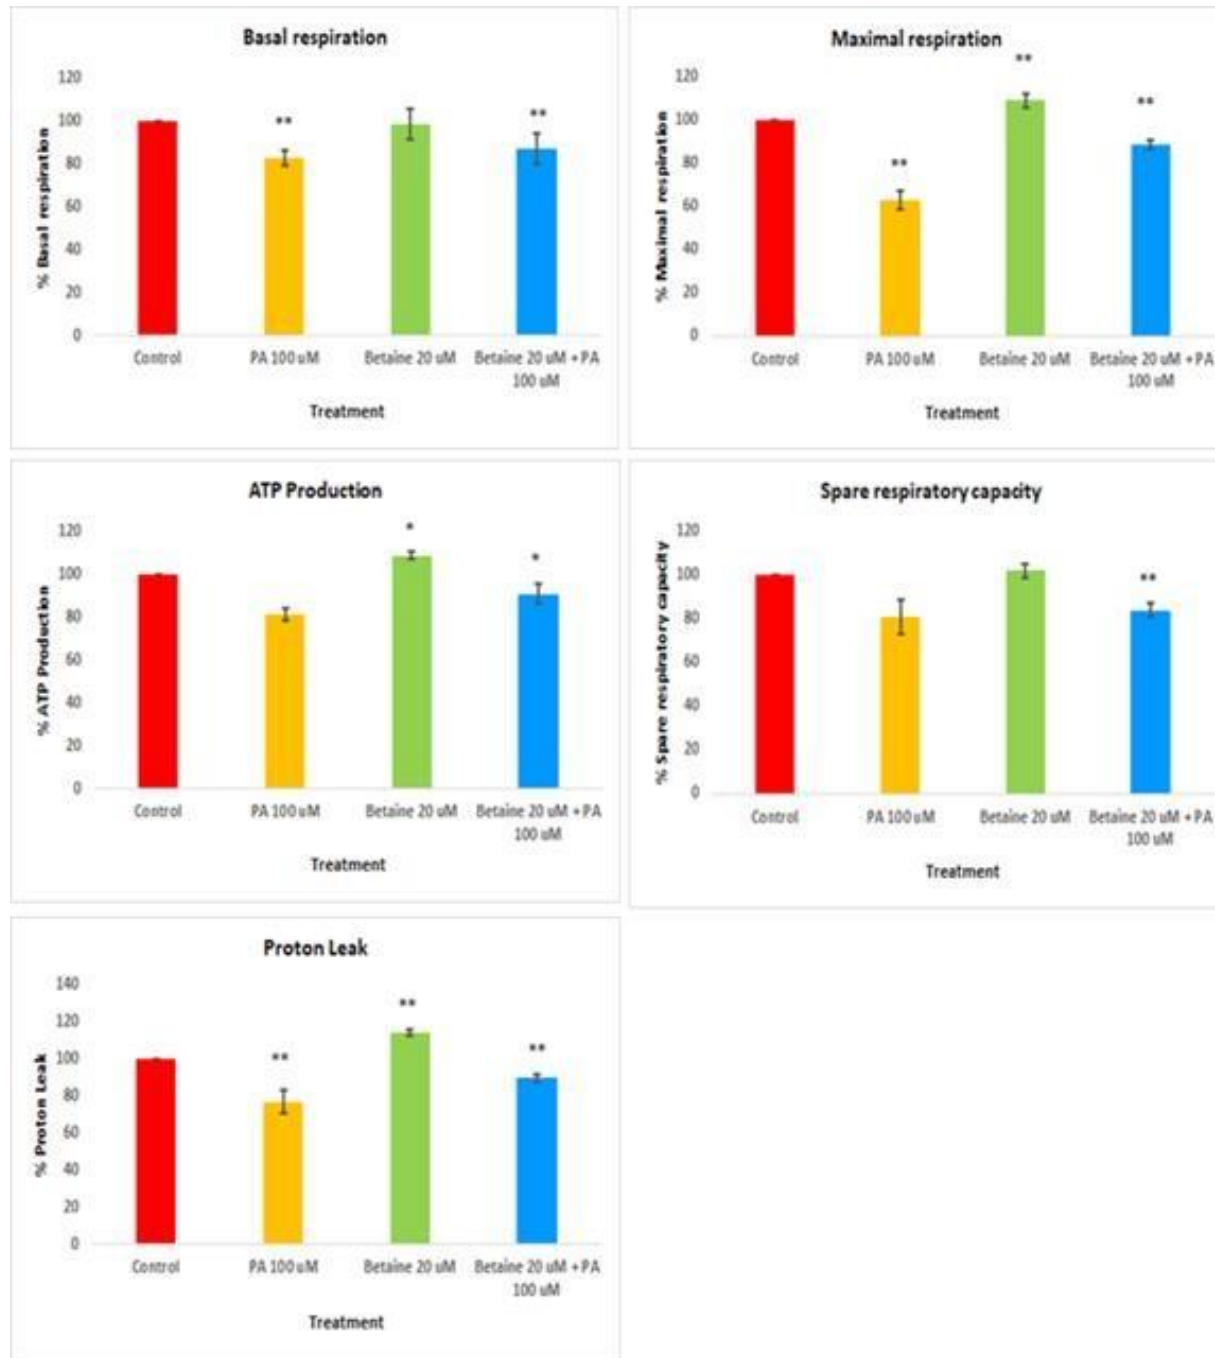 Basal respiration
**
**
120
100
80
60
40
20
0
% Basal respiration
Control
PA 100 uM
Betaine 20 uM
Betaine 20 uM + PA
100 uM
Treatment
Maximal respiration
**
**
**
120
100
80
60
40
20
0
% Maximal respiration
Control
PA 100 uM
Betaine 20 uM
Betaine 20 uM + PA
100 uM
Treatment
ATP Production
*
*
120
100
80
60
40
20
0
% ATP Production
Control
PA 100 uM
Betaine 20 uM
Betaine 20 uM + PA
100 uM
Treatment
Spare respiratory capacity
**
120
100
80
60
40
20
0
% Spare respiratory capacity
Control
PA 100 uM
Betaine 20 uM
Betaine 20 uM + PA
100 uM
Treatment
Proton Leak
**
**
**
140
120
100
80
60
40
20
0
% Proton Leak
Control
PA 100 uM
Betaine 20 uM
Betaine 20 uM + PA
100 uM
Treatment